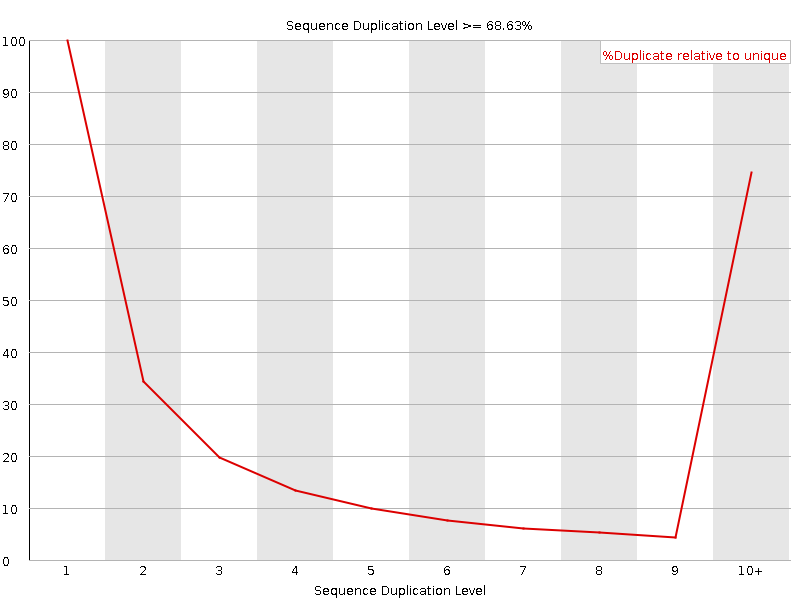 Sequence Duplication Level >= 68.63%
%Duplicate relative to unique
100
90
80
70
60
50
40
30
20
10
0
1 2 3 4 5 6 7 8 9 10+
Sequence Duplication Level